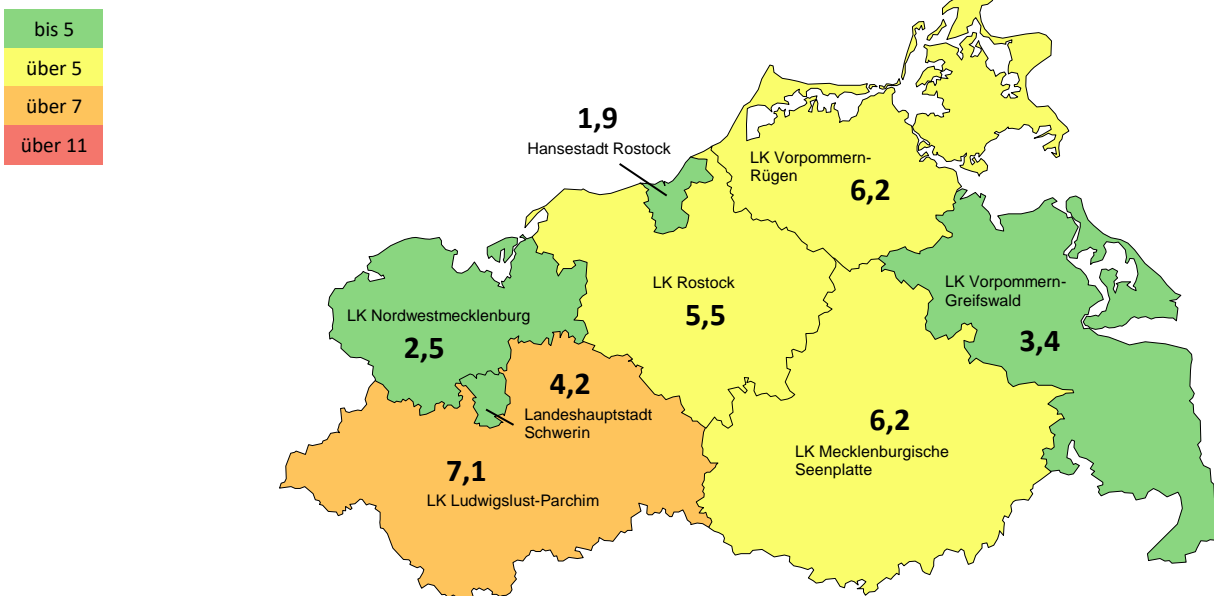 bis 5
über 5
über 7
über 11
1,9
Hansestadt Rostock
LK Vorpommern-
Rügen
6,2
LK Rostock
5,5
LK Vorpommern-
Greifswald
3,4
LK Nordwestmecklenburg
2,5
4,2
Landeshauptstadt
Schwerin
6,2
LK Mecklenburgische
Seenplatte
7,1
LK Ludwigslust-Parchim